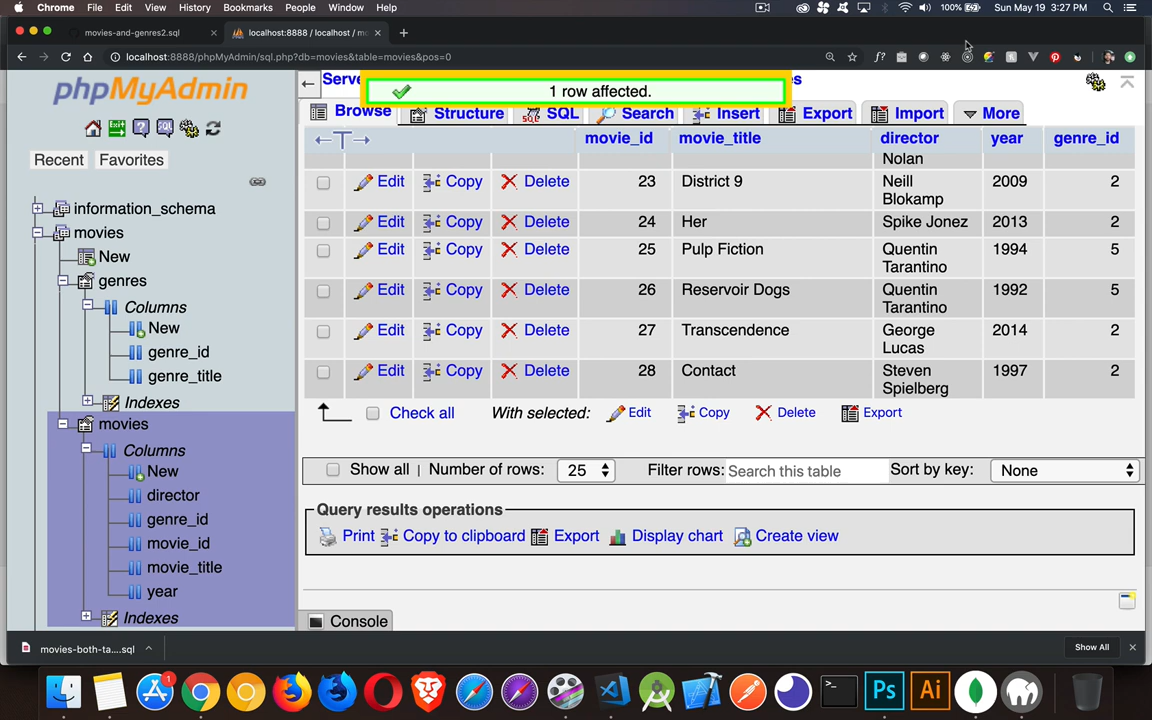 Chrome File Edit View History Bookmarks People Window Help 100% Sun May 19 3:27 PM
movies-and-genres2.sql localhost:8888 / localhost / m
localhost:8888/phpMyAdmin/sql.php?db=movies&table=movies&pos=0
phpMyAdmin
Recent Favorites
information_schema
movies
New
genres
Columns
New
genre_id
genre_title
Indexes
movies
Columns
New
director
genre_id
movie_id
movie_title
year
Indexes
Serve
1 row affected.
s
Browse Structure SQL Search Insert Export Import More
movie_id movie_title director year genre_id
Nolan
Edit Copy Delete 23 District 9 Neill 2009 2
Blokamp
Edit Copy Delete 24 Her Spike Jonez 2013 2
Edit Copy Delete 25 Pulp Fiction Quentin 1994 5
Tarantino
Edit Copy Delete 26 Reservoir Dogs Quentin 1992 5
Tarantino
Edit Copy Delete 27 Transcendence George 2014 2
Lucas
Edit Copy Delete 28 Contact Steven 1997 2
Spielberg
Check all With selected: Edit Copy Delete Export
Show all | Number of rows: 25 Filter rows: Search this table Sort by key: None
Query results operations
Print Copy to clipboard Export Display chart Create view
Console
movies-both-ta....sql Show All
1
Ps Ai